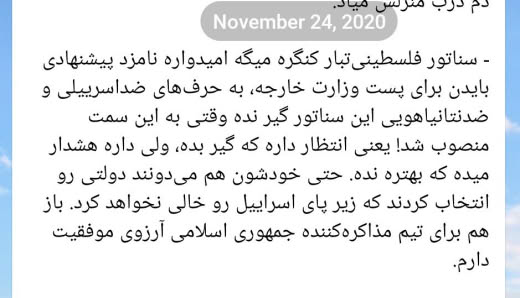 دم درب منزلش میاد.
November 24, 2020
- سناتور فلسطینی‌تبار کنگره میگه امیدواره نامزد پیشنهادی
بایدن برای پست وزارت خارجه، به حرف‌های ضداسرییلی و
ضدنتانیاهویی این سناتور گیر نده وقتی به این سمت
منصوب شد! یعنی انتظار داره که گیر بده، ولی داره هشدار
میده که بهتره نده. حتی خودشون هم می‌دونند دولتی رو
انتخاب کردند که زیر پای اسراییل رو خالی نخواهد کرد. باز
هم برای تیم مذاکره‌کننده جمهوری اسلامی آرزوی موفقیت
دارم.